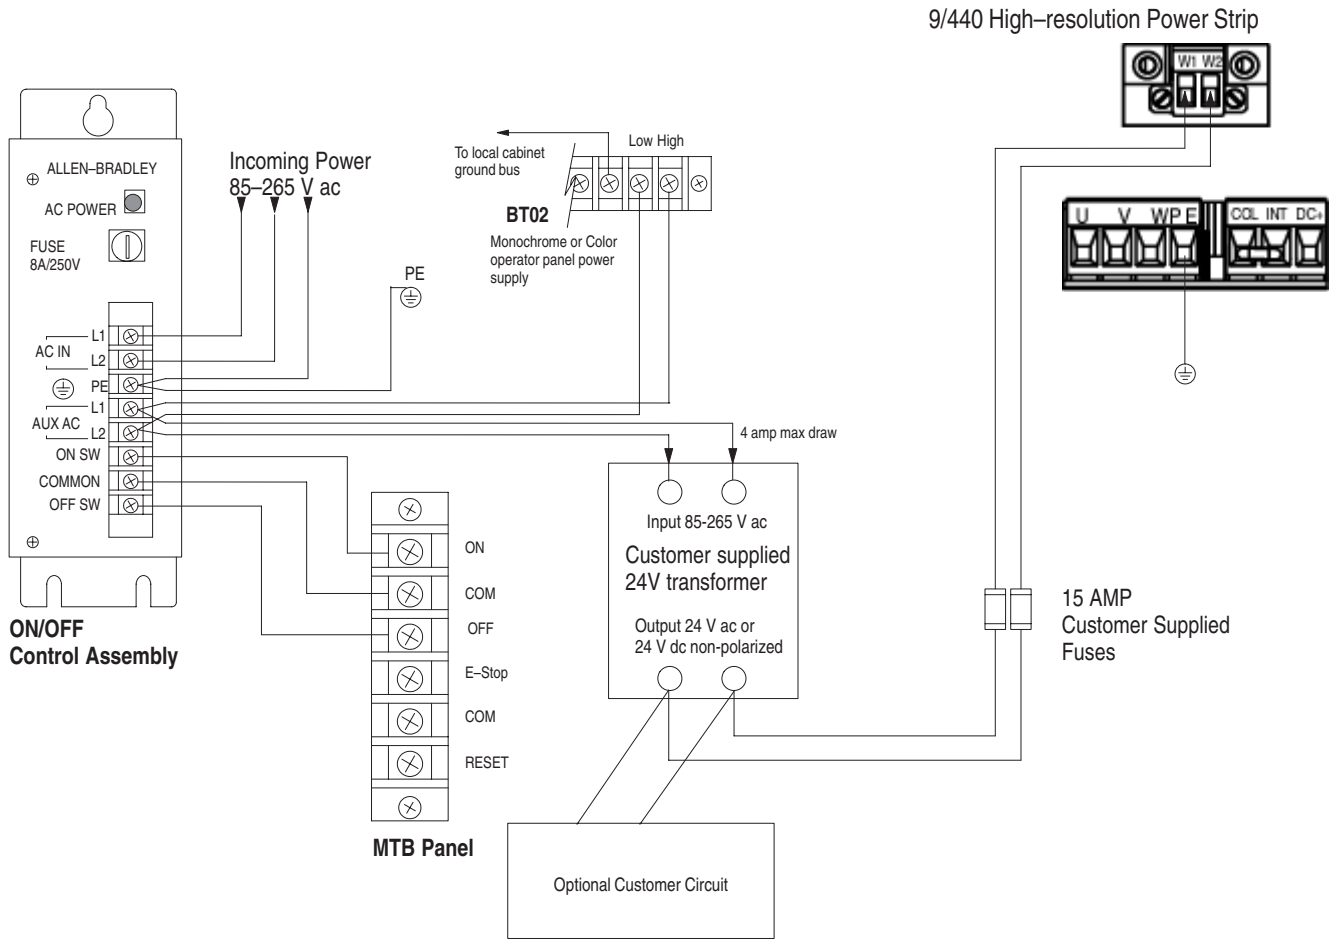 9/440 High–resolution Power Strip
W1 W2
ALLEN–BRADLEY
AC POWER
FUSE
8A/250V
Incoming Power
85–265 V ac
To local cabinet
ground bus
Low High
BT02
Monochrome or Color
operator panel power
supply
U V W PE COL INT DC+
PE
AC IN
L1
L2
PE
AUX AC
L1
L2
ON SW
COMMON
OFF SW
ON/OFF
Control Assembly
4 amp max draw
Input 85-265 V ac
Customer supplied
24V transformer
Output 24 V ac or
24 V dc non-polarized
ON
COM
OFF
E–Stop
COM
RESET
MTB Panel
15 AMP
Customer Supplied
Fuses
Optional Customer Circuit